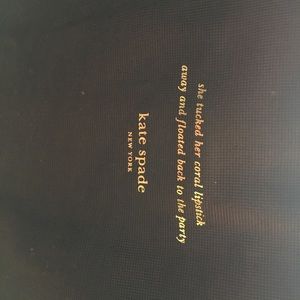 she tucked her coral lipstick
away and floated back to the party
kate spade
NEW YORK